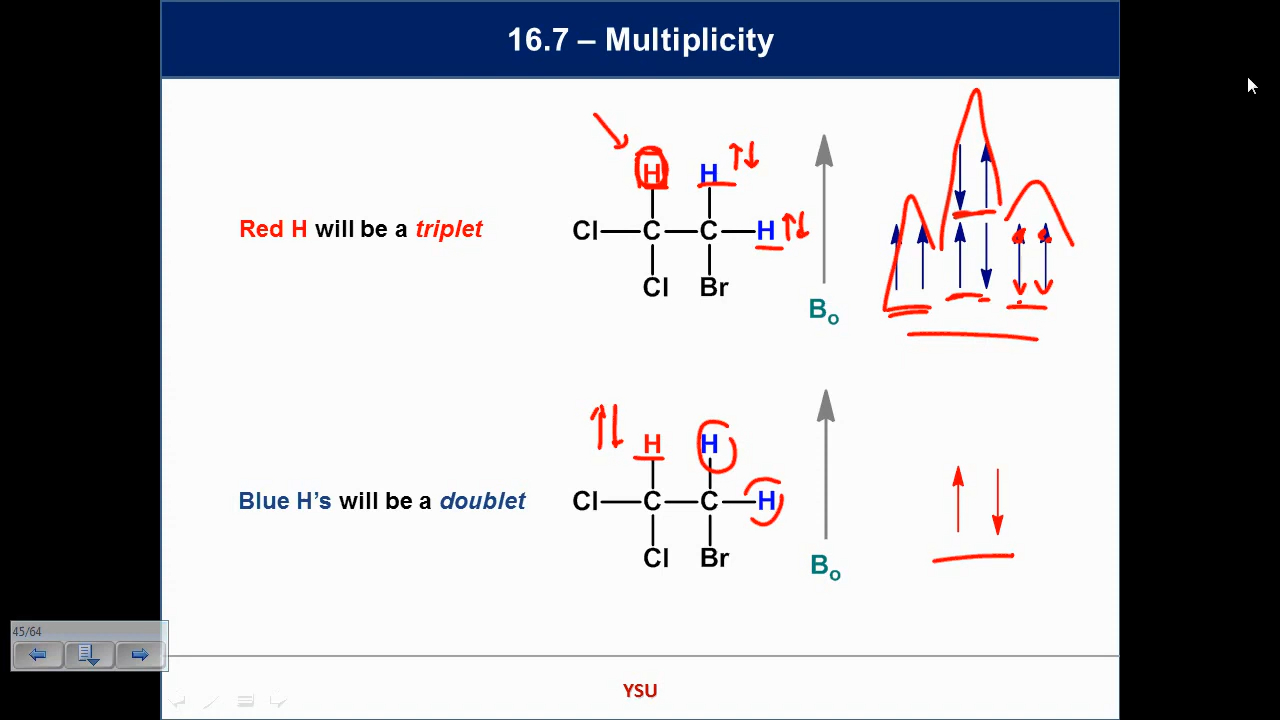 16.7 – Multiplicity
H H
Red H will be a triplet
Cl C C H
Cl Br
Bo
H H
Blue H's will be a doublet
Cl C C H
Cl Br
Bo
45/64
YSU